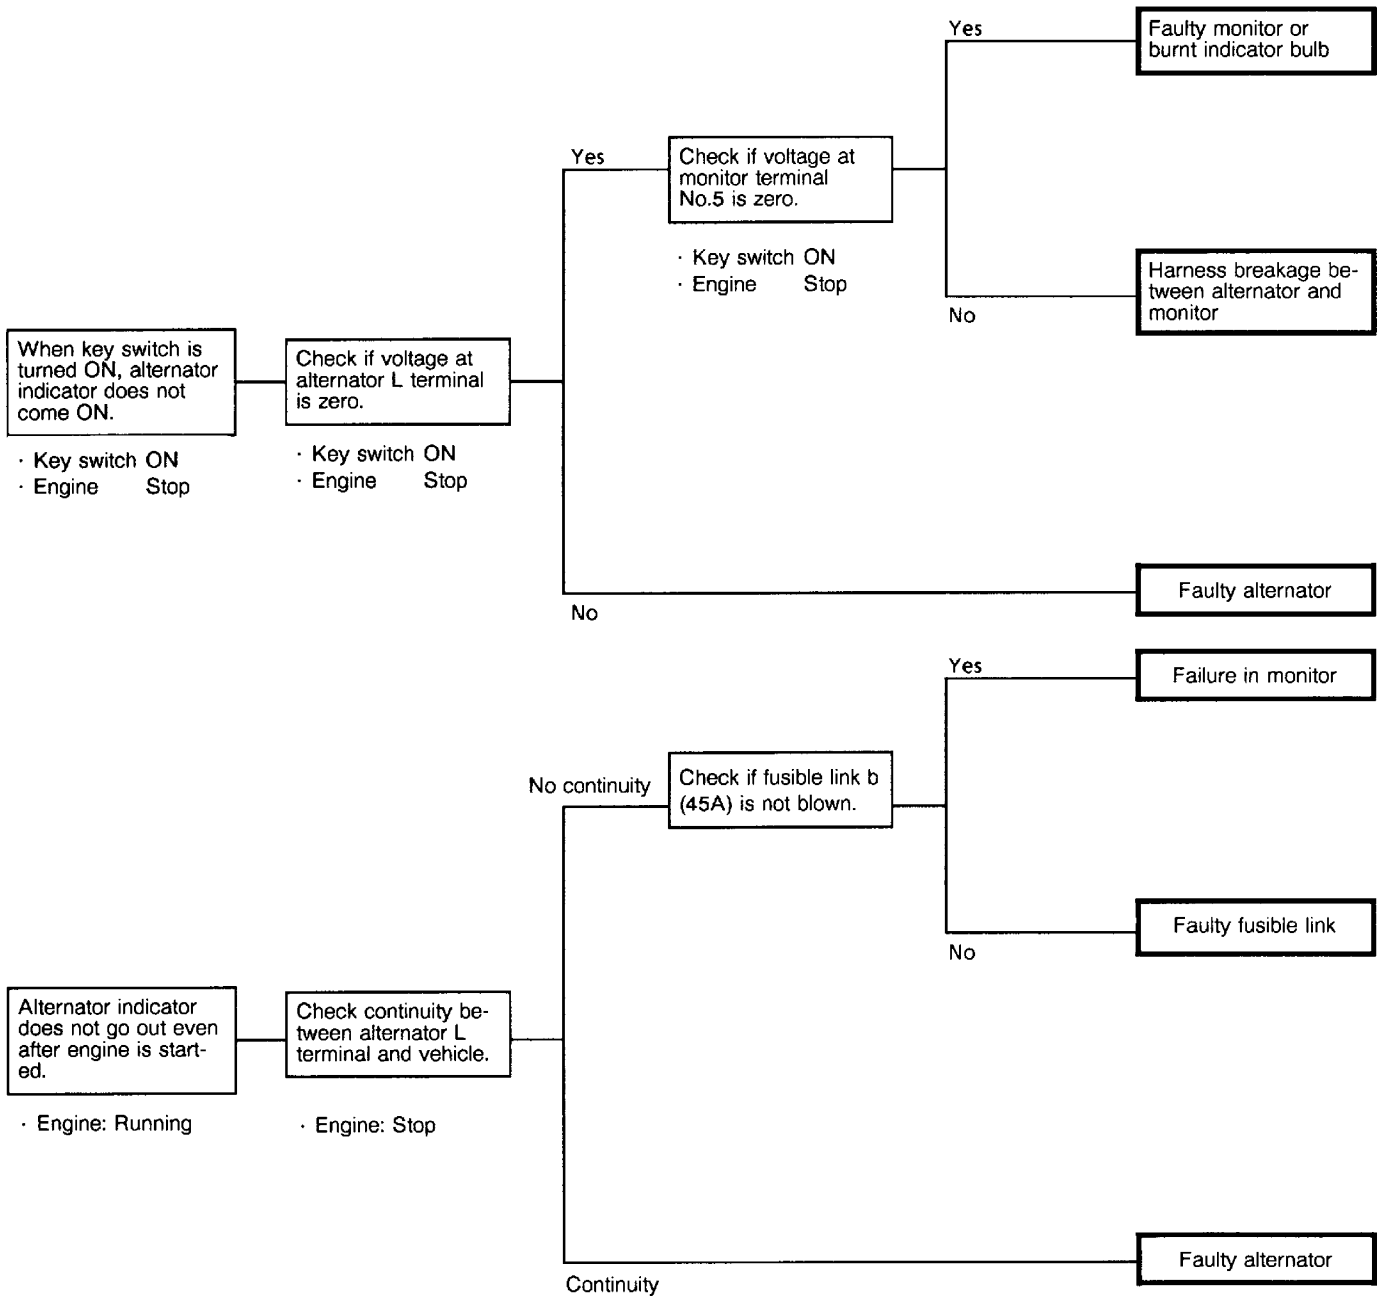 Yes
Faulty monitor or
burnt indicator bulb
Yes
Check if voltage at
monitor terminal
No.5 is zero.
· Key switch ON
· Engine Stop
Harness breakage be-
tween alternator and
monitor
No
When key switch is
turned ON, alternator
indicator does not
come ON.
· Key switch ON
· Engine Stop
Check if voltage at
alternator L terminal
is zero.
· Key switch ON
· Engine Stop
Faulty alternator
No
Yes
Failure in monitor
No continuity
Check if fusible link b
(45A) is not blown.
Faulty fusible link
No
Alternator indicator
does not go out even
after engine is start-
ed.
· Engine: Running
Check continuity be-
tween alternator L
terminal and vehicle.
· Engine: Stop
Faulty alternator
Continuity